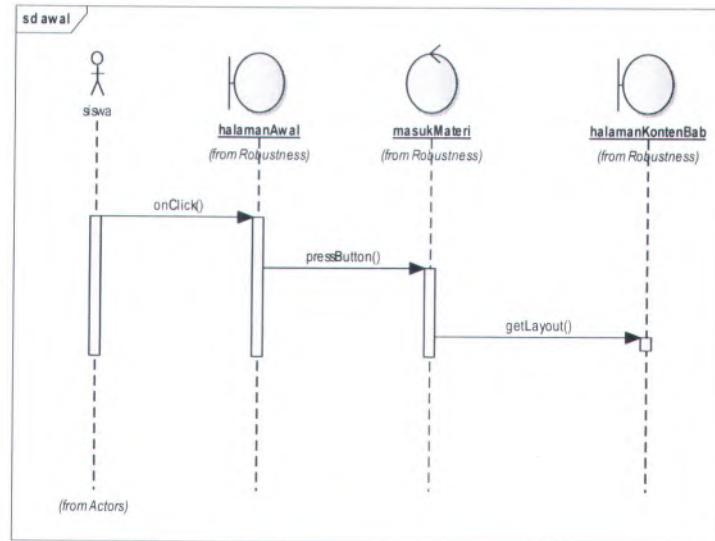 sd awal
siswa
halamanAwal
(from Robustness)
masukMateri
(from Robustness)
halamanKontenBab
(from Robustness)
onClick()
pressButton()
getLayout()
(from Actors)